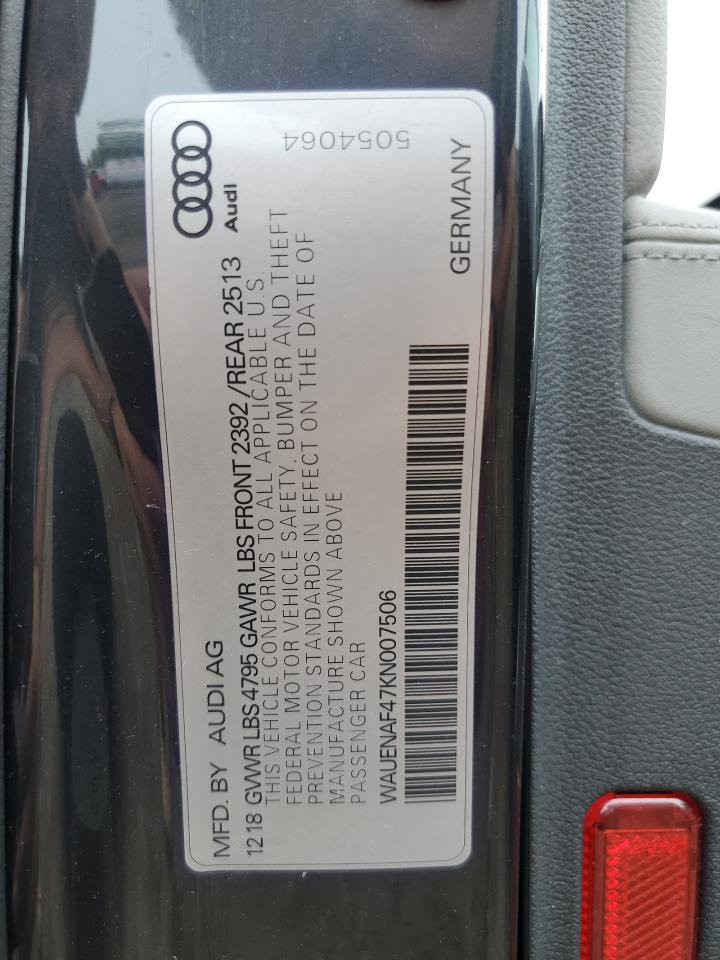 MFD. BY AUDI AG
Audi
1218 GVWR LBS 4795 GAWR LBS FRONT 2392 /REAR 2513
THIS VEHICLE CONFORMS TO ALL APPLICABLE U.S.
FEDERAL MOTOR VEHICLE SAFETY, BUMPER AND THEFT
PREVENTION STANDARDS IN EFFECT ON THE DATE OF
MANUFACTURE SHOWN ABOVE
PASSENGER CAR
WAUENAF47KN007506
GERMANY
5054064